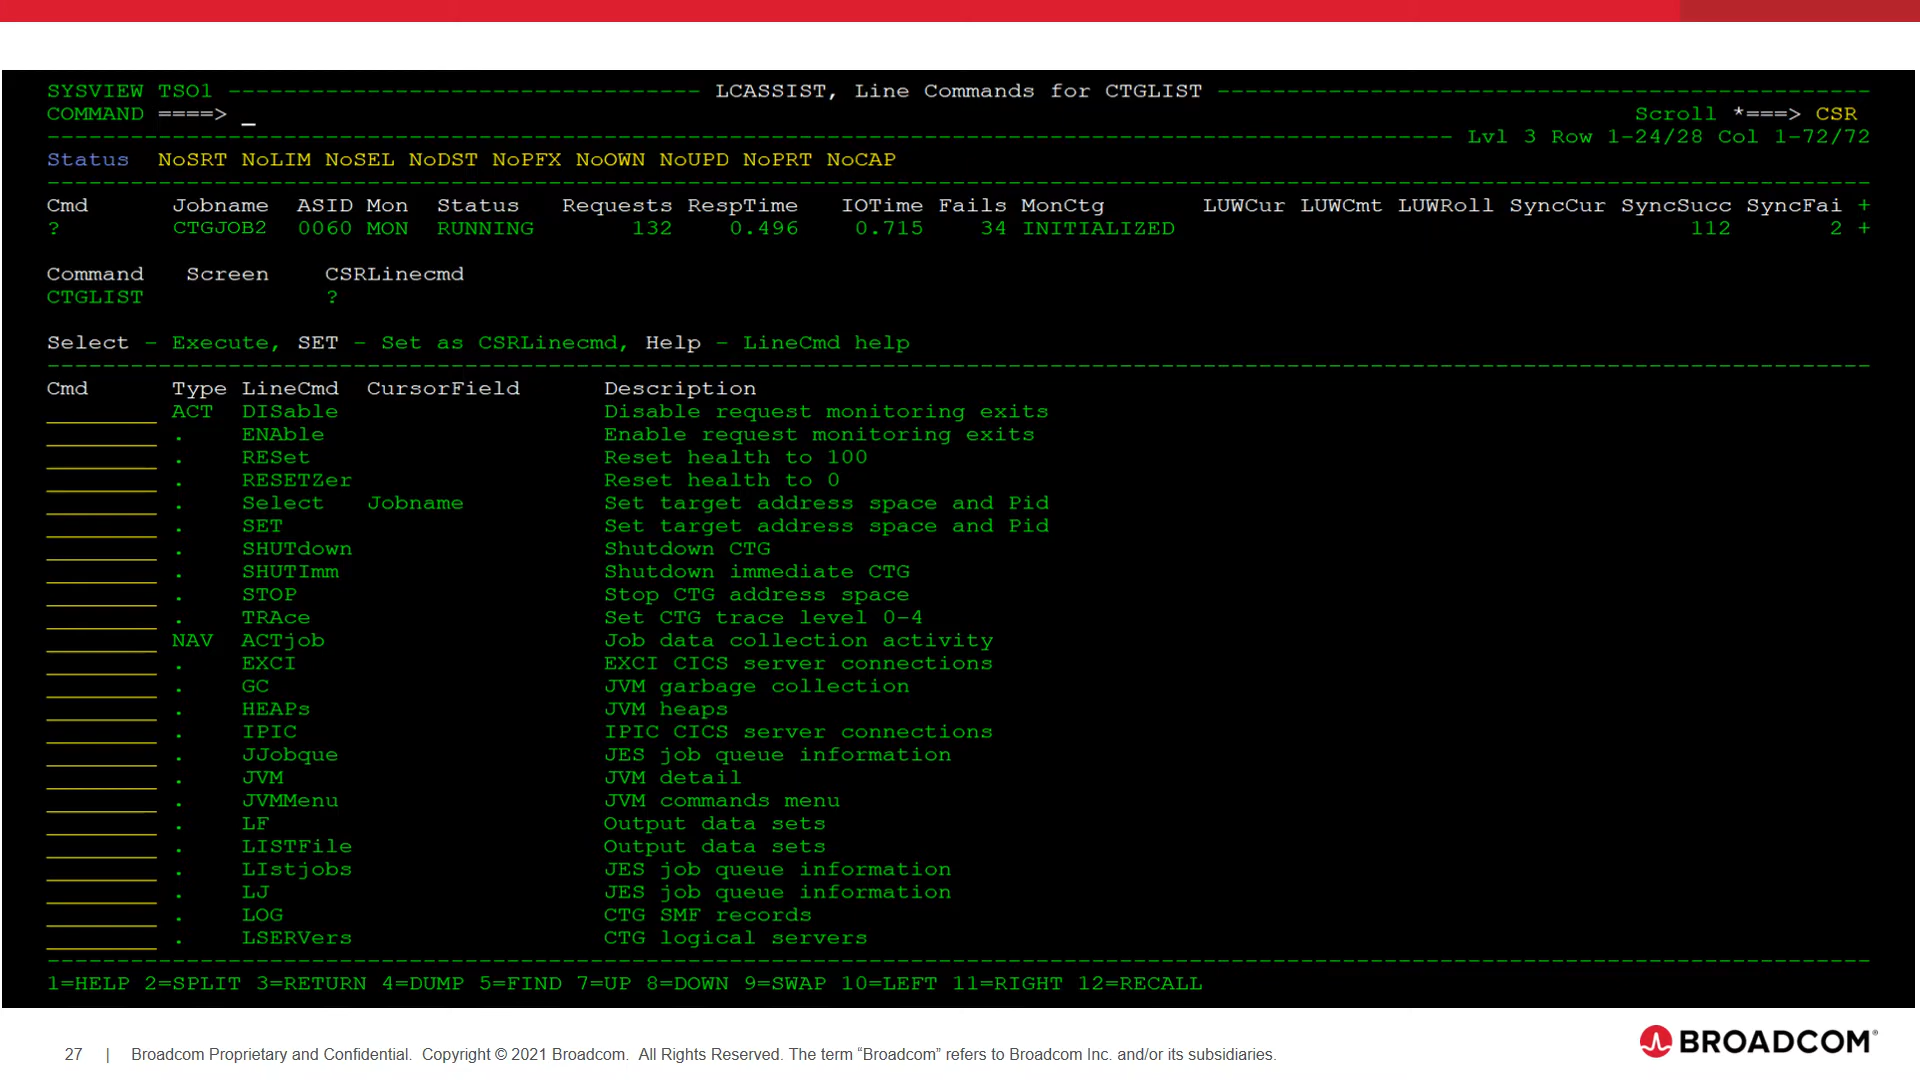 SYSVIEW TSO1 ---------------------------------- LCASSIST, Line Commands for CTGLIST -----------------------------------------------
COMMAND ====> _ Scroll *===> CSR
----------------------------------------------------------------------------------------------------- Lvl 3 Row 1-24/28 Col 1-72/72
Status NoSRT NoLIM NoSEL NoDST NoPFX NoOWN NoUPD NoPRT NoCAP
Cmd Jobname ASID Mon Status Requests RespTime IOTime Fails MonCtg LUWCur LUWCmt LUWRoll SyncCur SyncSucc SyncFai +
? CTGJOB2 0060 MON RUNNING 132 0.496 0.715 34 INITIALIZED 112 2 +
Command Screen CSRLinecmd
CTGLIST ?
Select - Execute, SET - Set as CSRLinecmd, Help - LineCmd help
Cmd Type LineCmd CursorField Description
ACT DISable Disable request monitoring exits
. ENAble Enable request monitoring exits
. RESet Reset health to 100
. RESETZer Reset health to 0
. Select Jobname Set target address space and Pid
. SET Set target address space and Pid
. SHUTdown Shutdown CTG
. SHUTImm Shutdown immediate CTG
. STOP Stop CTG address space
. TRAce Set CTG trace level 0-4
NAV ACTjob Job data collection activity
. EXCI EXCI CICS server connections
. GC JVM garbage collection
. HEAPs JVM heaps
. IPIC IPIC CICS server connections
. JJobque JES job queue information
. JVM JVM detail
. JVMMenu JVM commands menu
. LF Output data sets
. LISTFile Output data sets
. LIstjobs JES job queue information
. LJ JES job queue information
. LOG CTG SMF records
. LSERVers CTG logical servers
1=HELP 2=SPLIT 3=RETURN 4=DUMP 5=FIND 7=UP 8=DOWN 9=SWAP 10=LEFT 11=RIGHT 12=RECALL
27 | Broadcom Proprietary and Confidential. Copyright © 2021 Broadcom. All Rights Reserved. The term “Broadcom” refers to Broadcom Inc. and/or its subsidiaries.
BROADCOM®